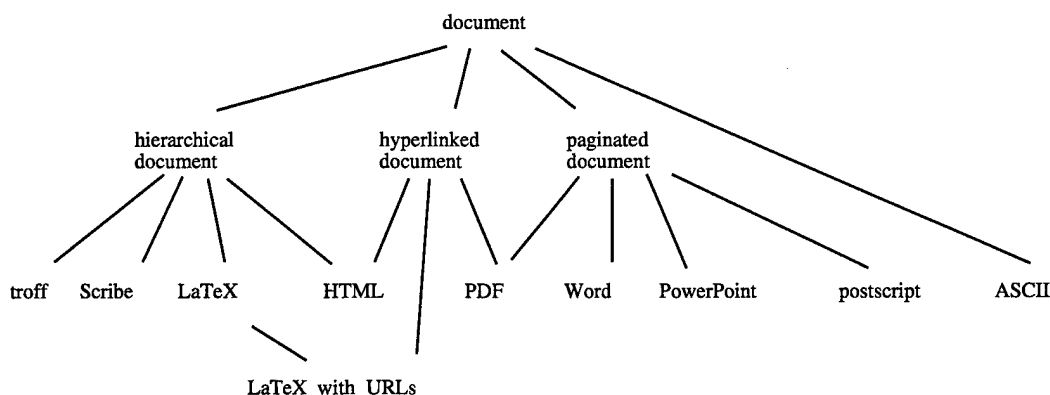 document
hierarchical
document
hyperlinked
document
paginated
document
troff Scribe LaTeX HTML PDF Word PowerPoint postscript ASCII
LaTeX with URLs